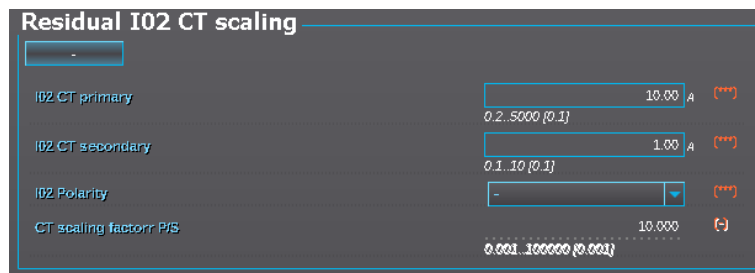 Residual I02 CT scaling
-
I02 CT primary 10.00 A (***)
0.2..5000 [0.1]
I02 CT secondary 1.00 A (***)
0.1..10 [0.1]
I02 Polarity - (***)
CT scaling factorr P/S 10.000 (-)
0.001..100000 [0.001]